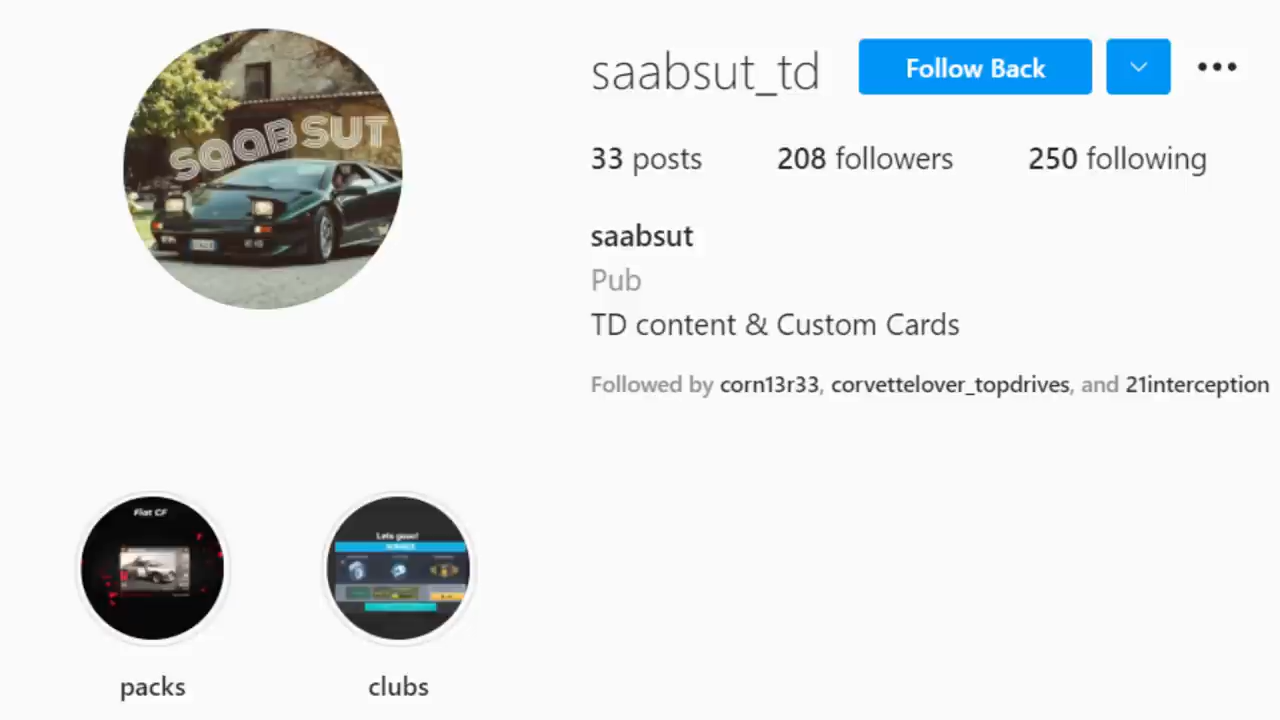 saabsut_td
Follow Back
33 posts
208 followers
250 following
SAABSUT
saabsut
Pub
TD content & Custom Cards
Followed by corn13r33, corvettelover_topdrives, and 21interception
Fiat CF
Lets gooo!
packs
clubs